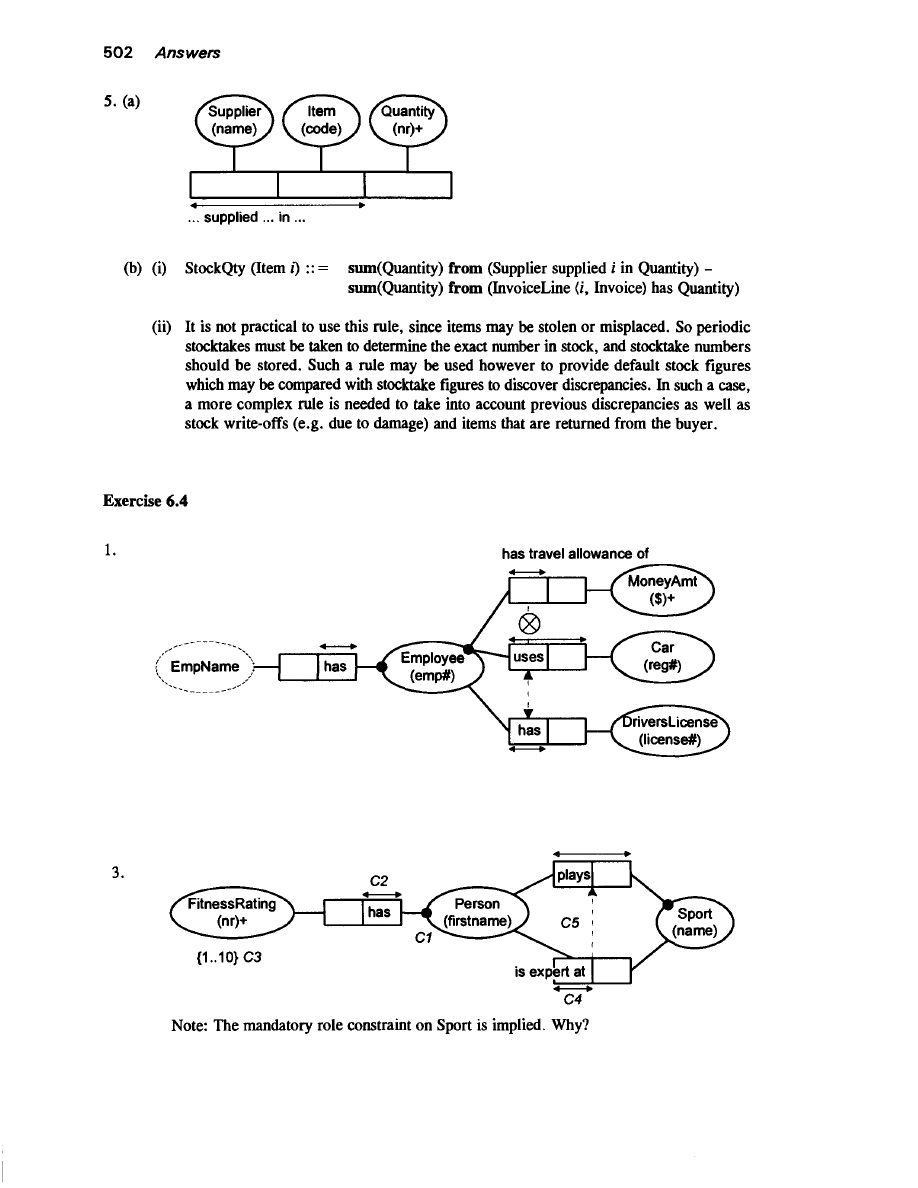 502 Answers
5. (a)
Supplier Item Quantity
(name) (code) (nr)+
... supplied ... in ...
(b) (i) StockQty (Item i) ::= sum(Quantity) from (Supplier supplied i in Quantity) –
sum(Quantity) from (InvoiceLine (i, Invoice) has Quantity)
(ii) It is not practical to use this rule, since items may be stolen or misplaced. So periodic
stocktakes must be taken to determine the exact number in stock, and stocktake numbers
should be stored. Such a rule may be used however to provide default stock figures
which may be compared with stocktake figures to discover discrepancies. In such a case,
a more complex rule is needed to take into account previous discrepancies as well as
stock write-offs (e.g. due to damage) and items that are returned from the buyer.
Exercise 6.4
1.
has travel allowance of
MoneyAmt
($)+
EmpName
has
Employee
(emp#)
uses
Car
(reg#)
has
DriversLicense
(license#)
3.
plays
C2
FitnessRating
(nr)+
has
Person
(firstname)
C1
C5
Sport
(name)
{1..10} C3
is expert at
C4
Note: The mandatory role constraint on Sport is implied. Why?